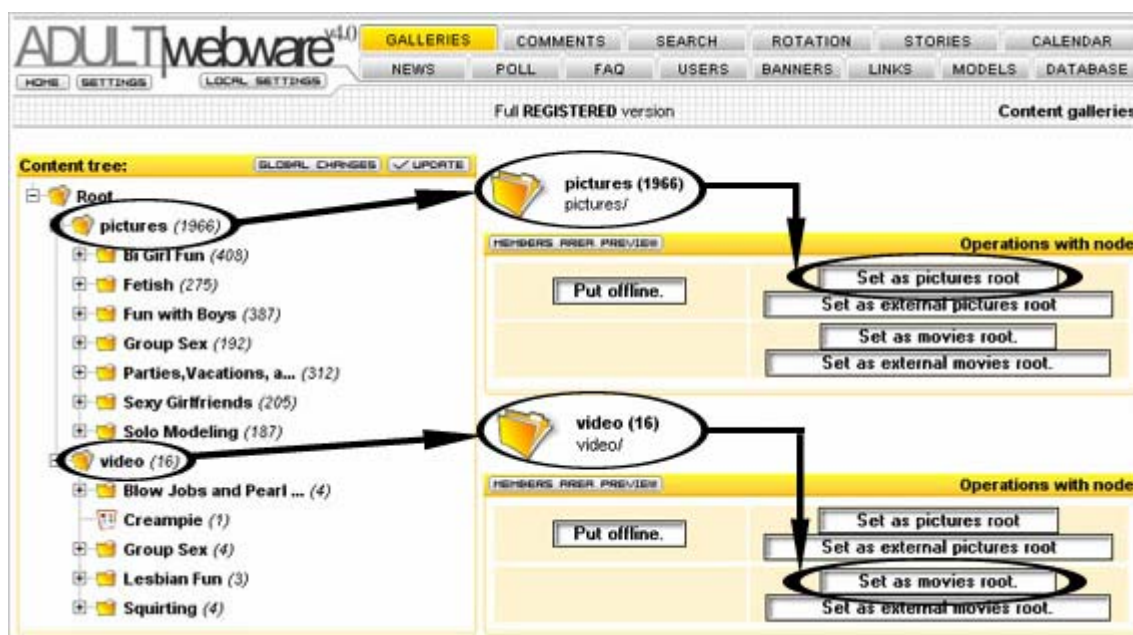 ADULT webware v4.0
GALLERIES COMMENTS SEARCH ROTATION STORIES CALENDAR
NEWS POLL FAQ USERS BANNERS LINKS MODELS DATABASE
HOME SETTINGS LOCAL SETTINGS
Full REGISTERED version
Content galleries
Content tree:
GLOBAL CHANGES UPDATE
Root
pictures (1966)
Bi Girl Fun (408)
Fetish (275)
Fun with Boys (387)
Group Sex (192)
Parties,Vacations, a... (312)
Sexy Girlfriends (205)
Solo Modeling (187)
video (16)
Blow Jobs and Pearl ... (4)
Creampie (1)
Group Sex (4)
Lesbian Fun (3)
Squirting (4)
pictures (1966)
pictures/
MEMBERS AREA PREVIEW
Operations with node
Put offline.
Set as pictures root
Set as external pictures root
Set as movies root.
Set as external movies root.
video (16)
video/
MEMBERS AREA PREVIEW
Operations with node
Put offline.
Set as pictures root
Set as external pictures root
Set as movies root.
Set as external movies root.